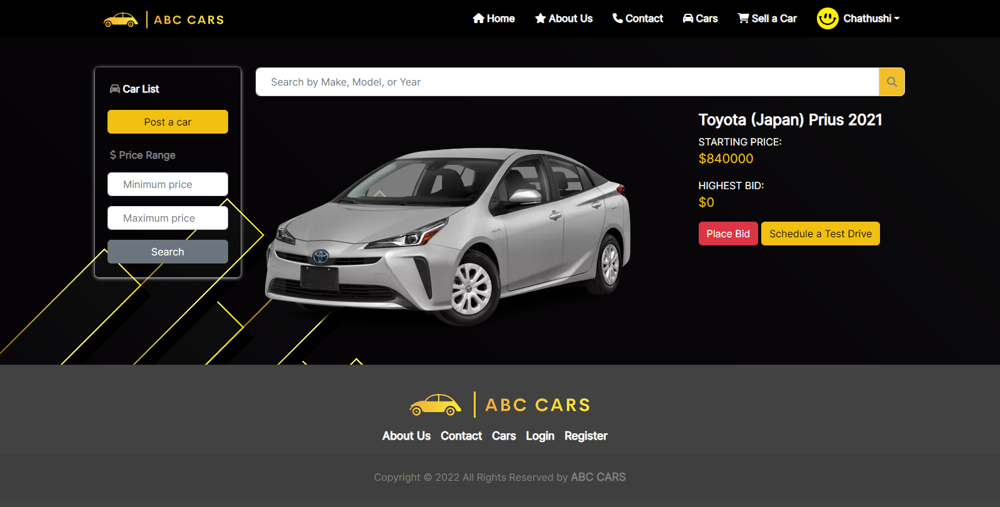 ABC CARS
Home
About Us
Contact
Cars
Sell a Car
Chathushi
Car List
Post a car
$ Price Range
Minimum price
Maximum price
Search
Search by Make, Model, or Year
Toyota (Japan) Prius 2021
STARTING PRICE:
$840000
HIGHEST BID:
$0
Place Bid
Schedule a Test Drive
ABC CARS
About Us Contact Cars Login Register
Copyright © 2022 All Rights Reserved by ABC CARS